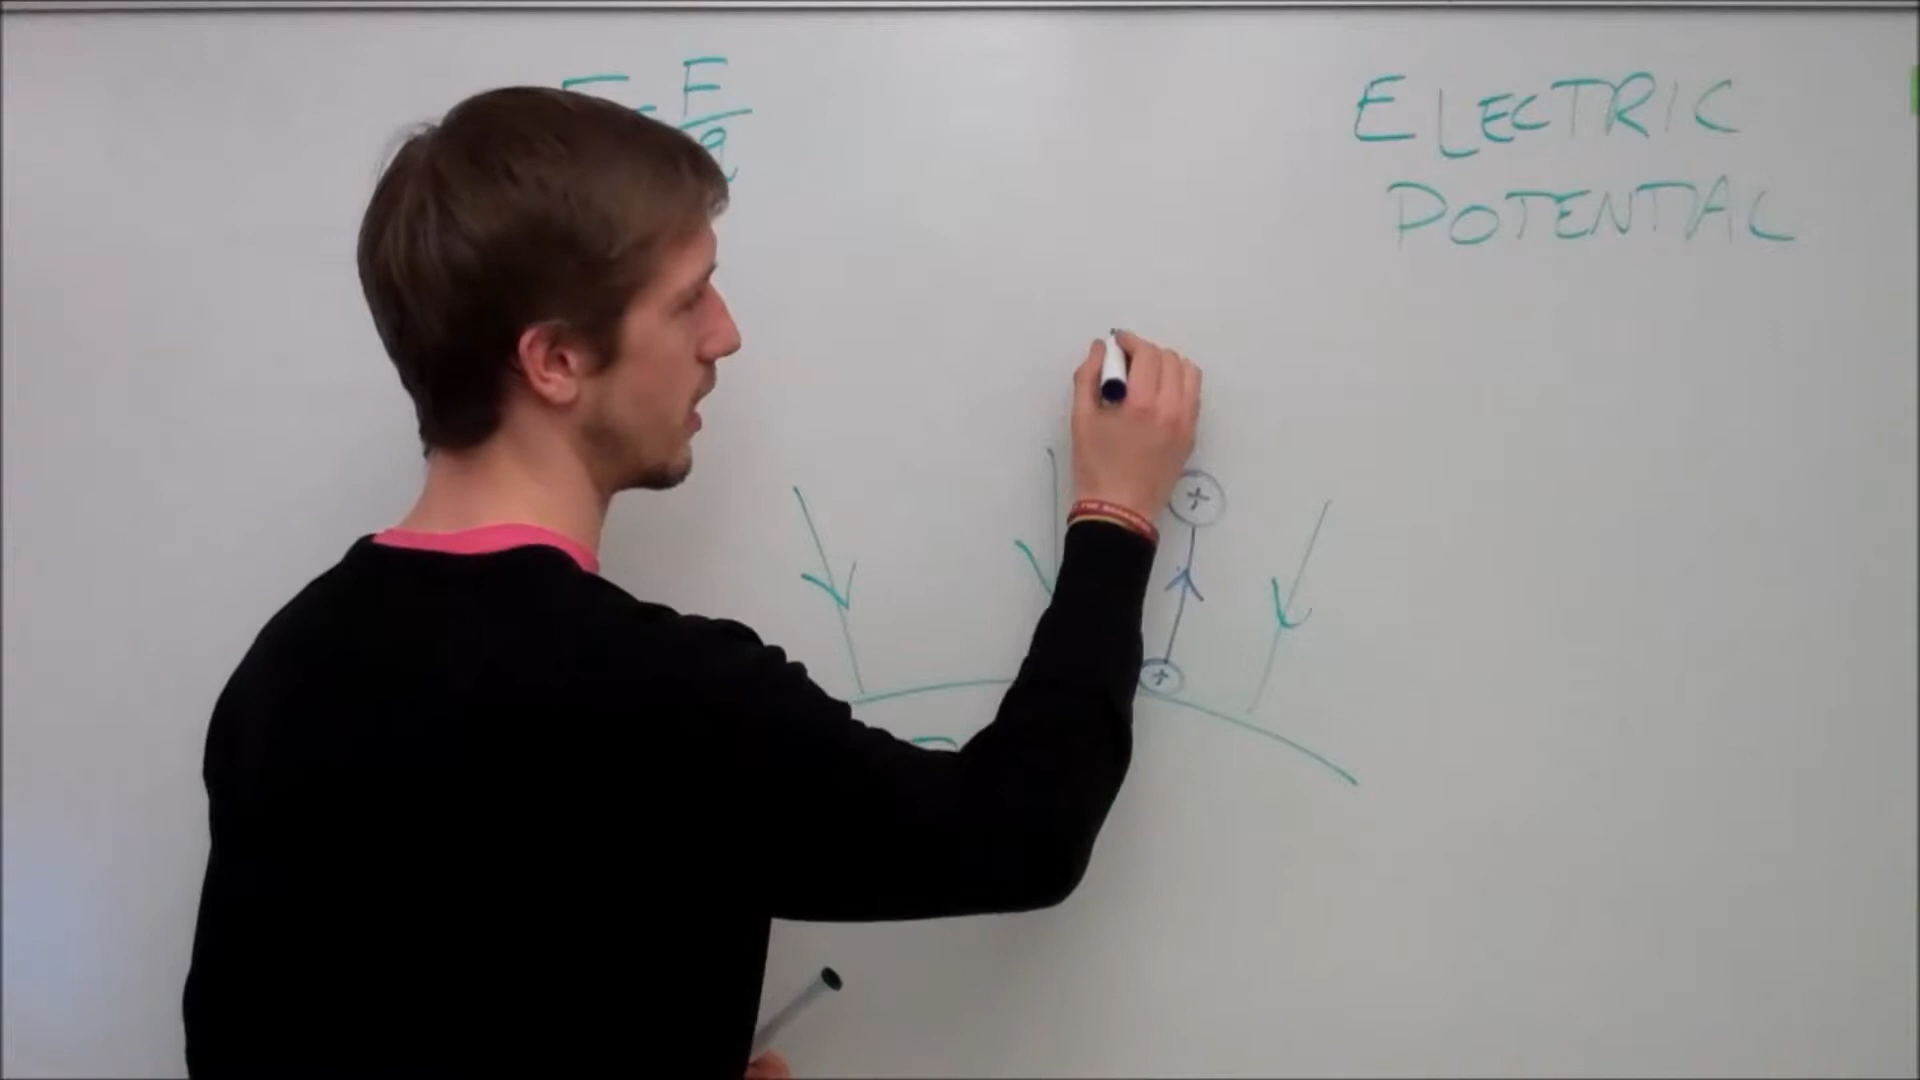 F
q
ELECTRIC
POTENTIAL
+
+